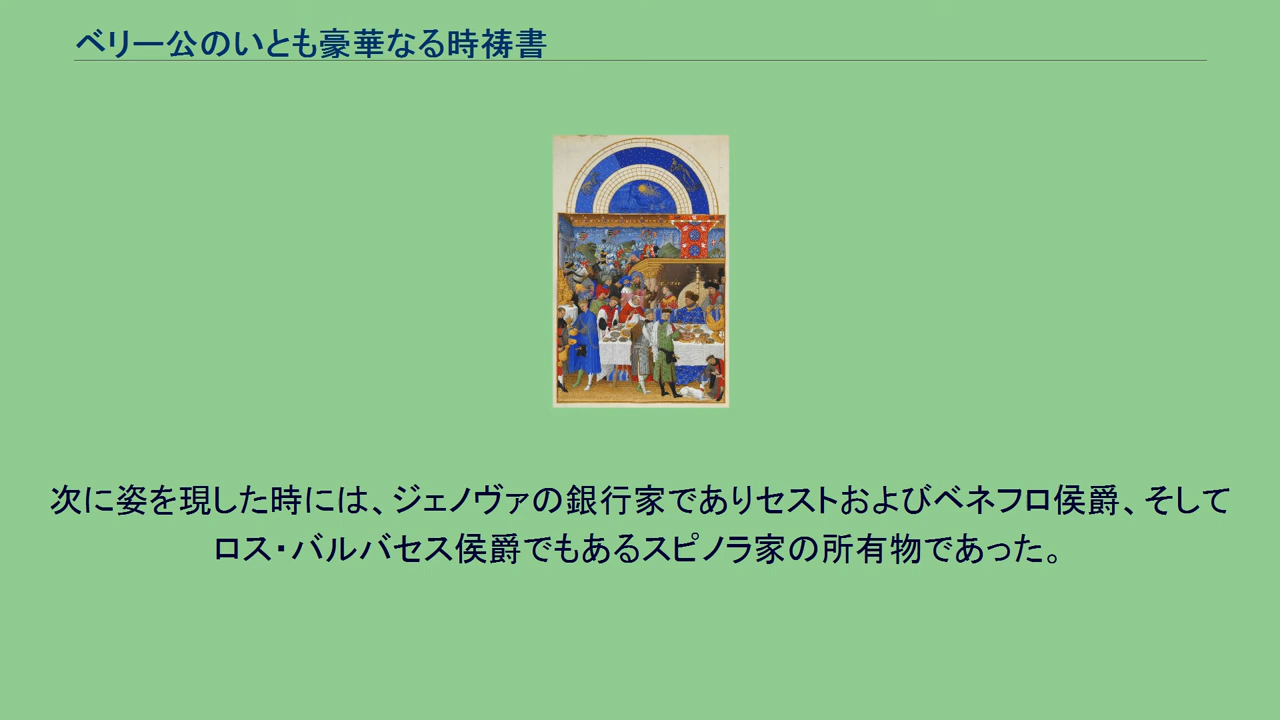 ベリー公のいとも豪華なる時祷書
次に姿を現した時には、ジェノヴァの銀行家でありセストおよびベネフロ侯爵、そして
ロス・バルバセス侯爵でもあるスピノラ家の所有物であった。